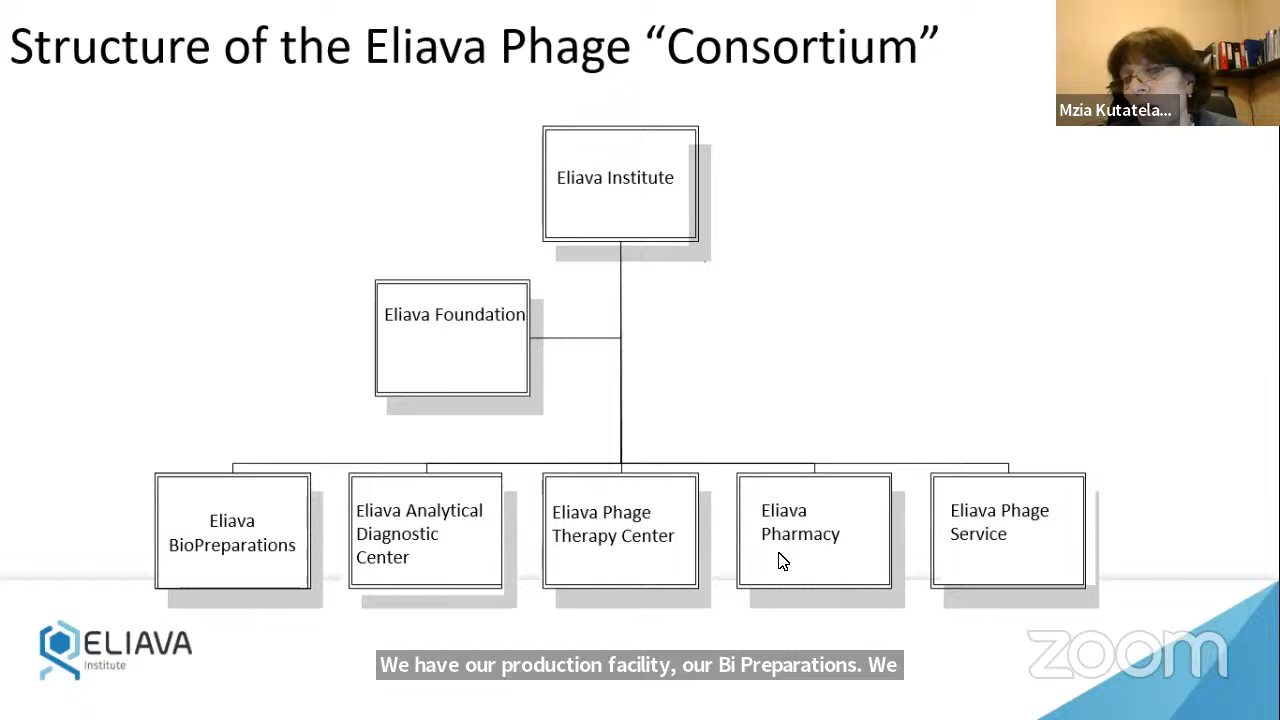 Structure of the Eliava Phage “Consortium”
Mzia Kutatela...
Eliava Institute
Eliava Foundation
Eliava
BioPreparations
Eliava Analytical
Diagnostic
Center
Eliava Phage
Therapy Center
Eliava
Pharmacy
Eliava Phage
Service
ELIAVA
Institute
We have our production facility, our Bi Preparations. We
zoom